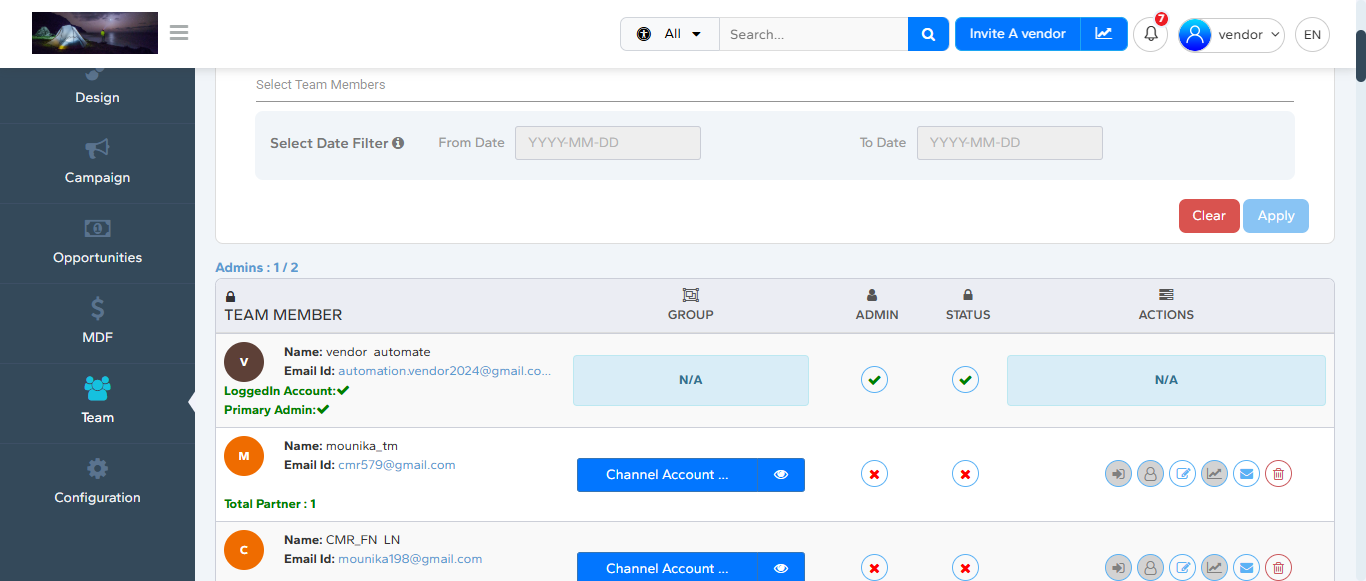 All
Search...
Invite A vendor
7
vendor
EN
Design
Campaign
Opportunities
MDF
Team
Configuration
Select Team Members
Select Date Filter
From Date
YYYY-MM-DD
To Date
YYYY-MM-DD
Clear
Apply
Admins : 1 / 2
TEAM MEMBER
GROUP
ADMIN
STATUS
ACTIONS
V
Name: vendor automate
Email Id: automation.vendor2024@gmail.co...
LoggedIn Account:
Primary Admin:
N/A
N/A
M
Name: mounika_tm
Email Id: cmr579@gmail.com
Total Partner : 1
Channel Account ...
C
Name: CMR_FN LN
Email Id: mounika198@gmail.com
Channel Account ...